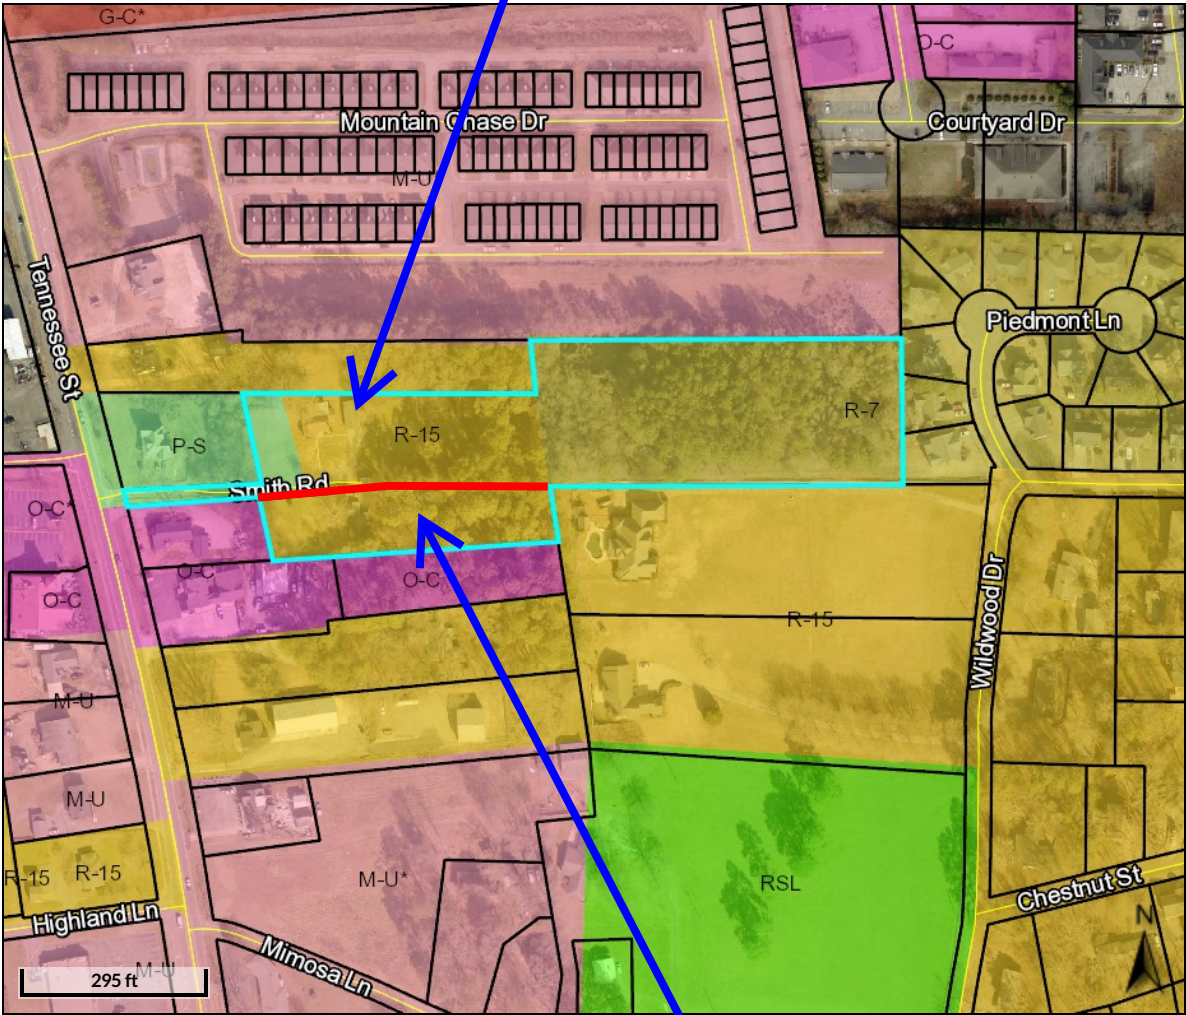 G-C*
O-C
Mountain Chase Dr
Courtyard Dr
M-U
Tennessee St
Piedmont Ln
R-7
R-15
P-S
Smith Rd
O-C*
O-C
O-C
O-C
R-15
Wildwood Dr
M-U
M-U
R-15
R-15
M-U*
RSL
Chestnut St
Highland Ln
N
Mimosa Ln
M-U
295 ft